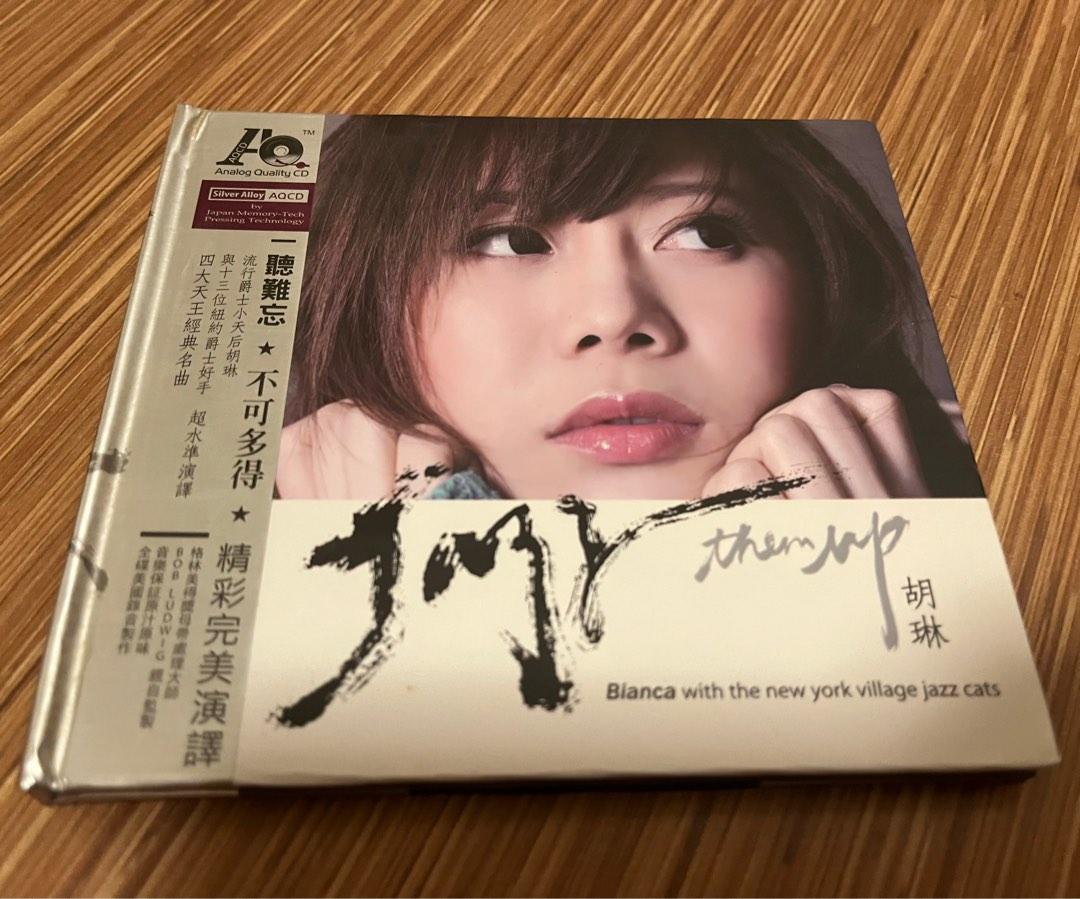 AQCD
AQ™
Analog Quality CD
Silver Alloy AQCD
by
Japan Memory-Tech
Pressing Technology
一聽難忘 ★ 不可多得 ★ 精彩完美演譯
流行爵士小天后胡琳
與十三位紐約爵士好手
四大天王經典名曲 超水準演譯
格林美得獎母帶處理大師
BOB LUDWIG 親自監製
音樂保証原汁原味
全碟美國錄音製作
jazz
them up
胡琳
Bianca with the new york village jazz cats